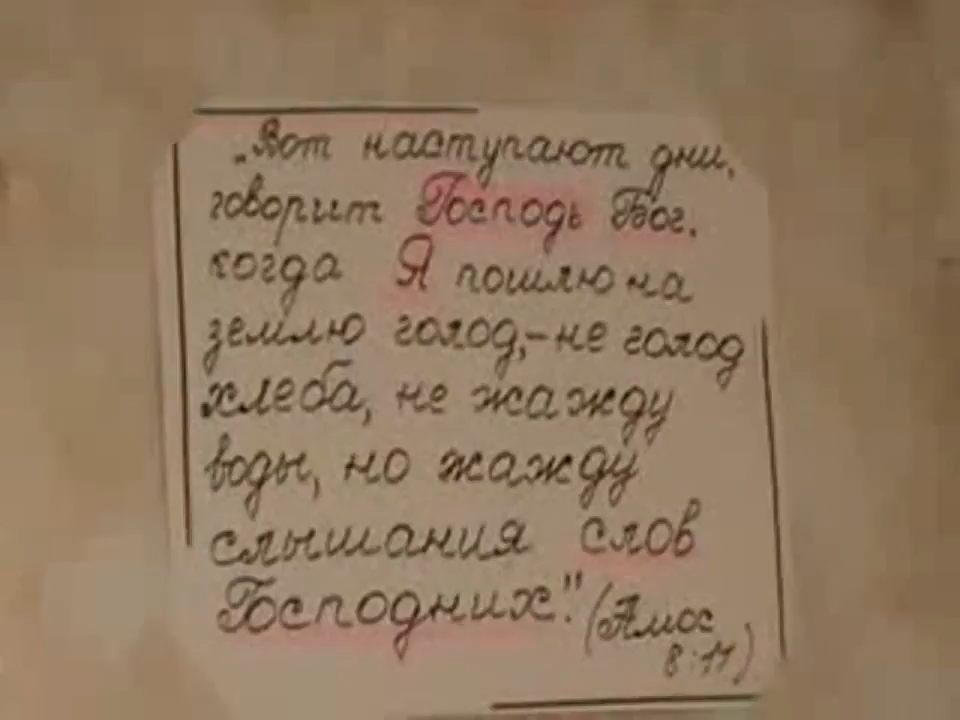 „Вот наступают дни,
говорит Господь Бог,
когда Я пошлю на
землю голод,-не голод
хлеба, не жажду
воды, но жажду
слышания слов
Господних." (Амос
8:11)